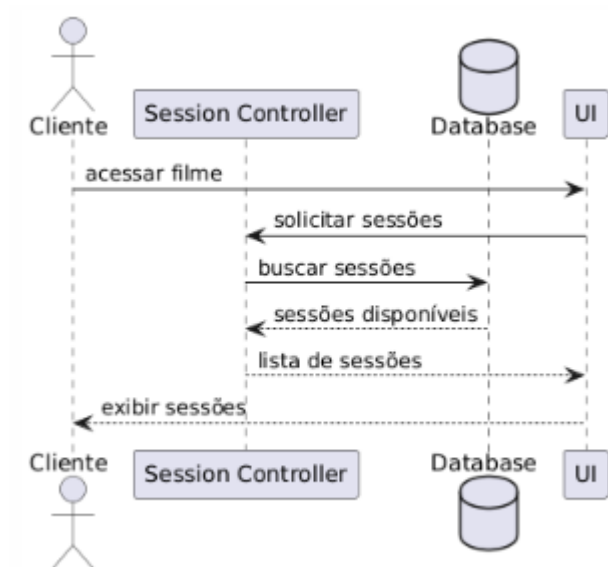 Cliente
Session Controller
Database
UI
acessar filme
solicitar sessões
buscar sessões
sessões disponíveis
lista de sessões
exibir sessões
Cliente
Session Controller
Database
UI